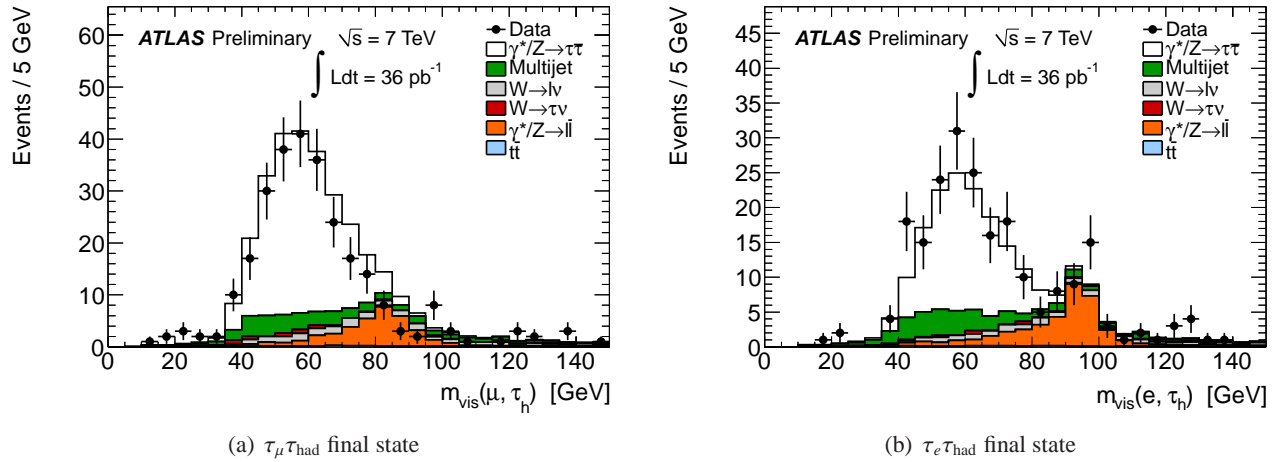 Events / 5 GeV
60
50
40
30
20
10
0
0 20 40 60 80 100 120 140
m_vis(μ, τ_h) [GeV]
ATLAS Preliminary
√s = 7 TeV
∫ Ldt = 36 pb⁻¹
Data
γ*/Z→ττ̄
Multijet
W→lν
W→τν
γ*/Z→ll̄
tt̄
(a) τ_μτ_had final state
Events / 5 GeV
45
40
35
30
25
20
15
10
5
0
0 20 40 60 80 100 120 140
m_vis(e, τ_h) [GeV]
ATLAS Preliminary
√s = 7 TeV
∫ Ldt = 36 pb⁻¹
Data
γ*/Z→ττ̄
Multijet
W→lν
W→τν
γ*/Z→ll̄
tt̄
(b) τ_eτ_had final state